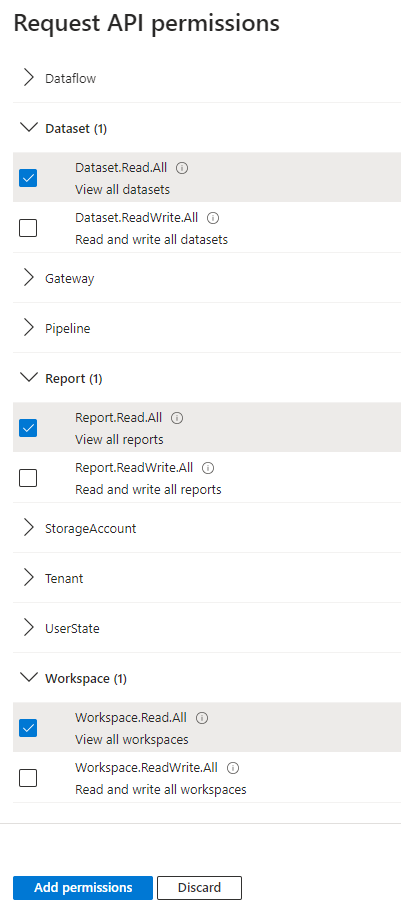 Request API permissions
Dataflow
Dataset (1)
Dataset.Read.All
View all datasets
Dataset.ReadWrite.All
Read and write all datasets
Gateway
Pipeline
Report (1)
Report.Read.All
View all reports
Report.ReadWrite.All
Read and write all reports
StorageAccount
Tenant
UserState
Workspace (1)
Workspace.Read.All
View all workspaces
Workspace.ReadWrite.All
Read and write all workspaces
Add permissions Discard